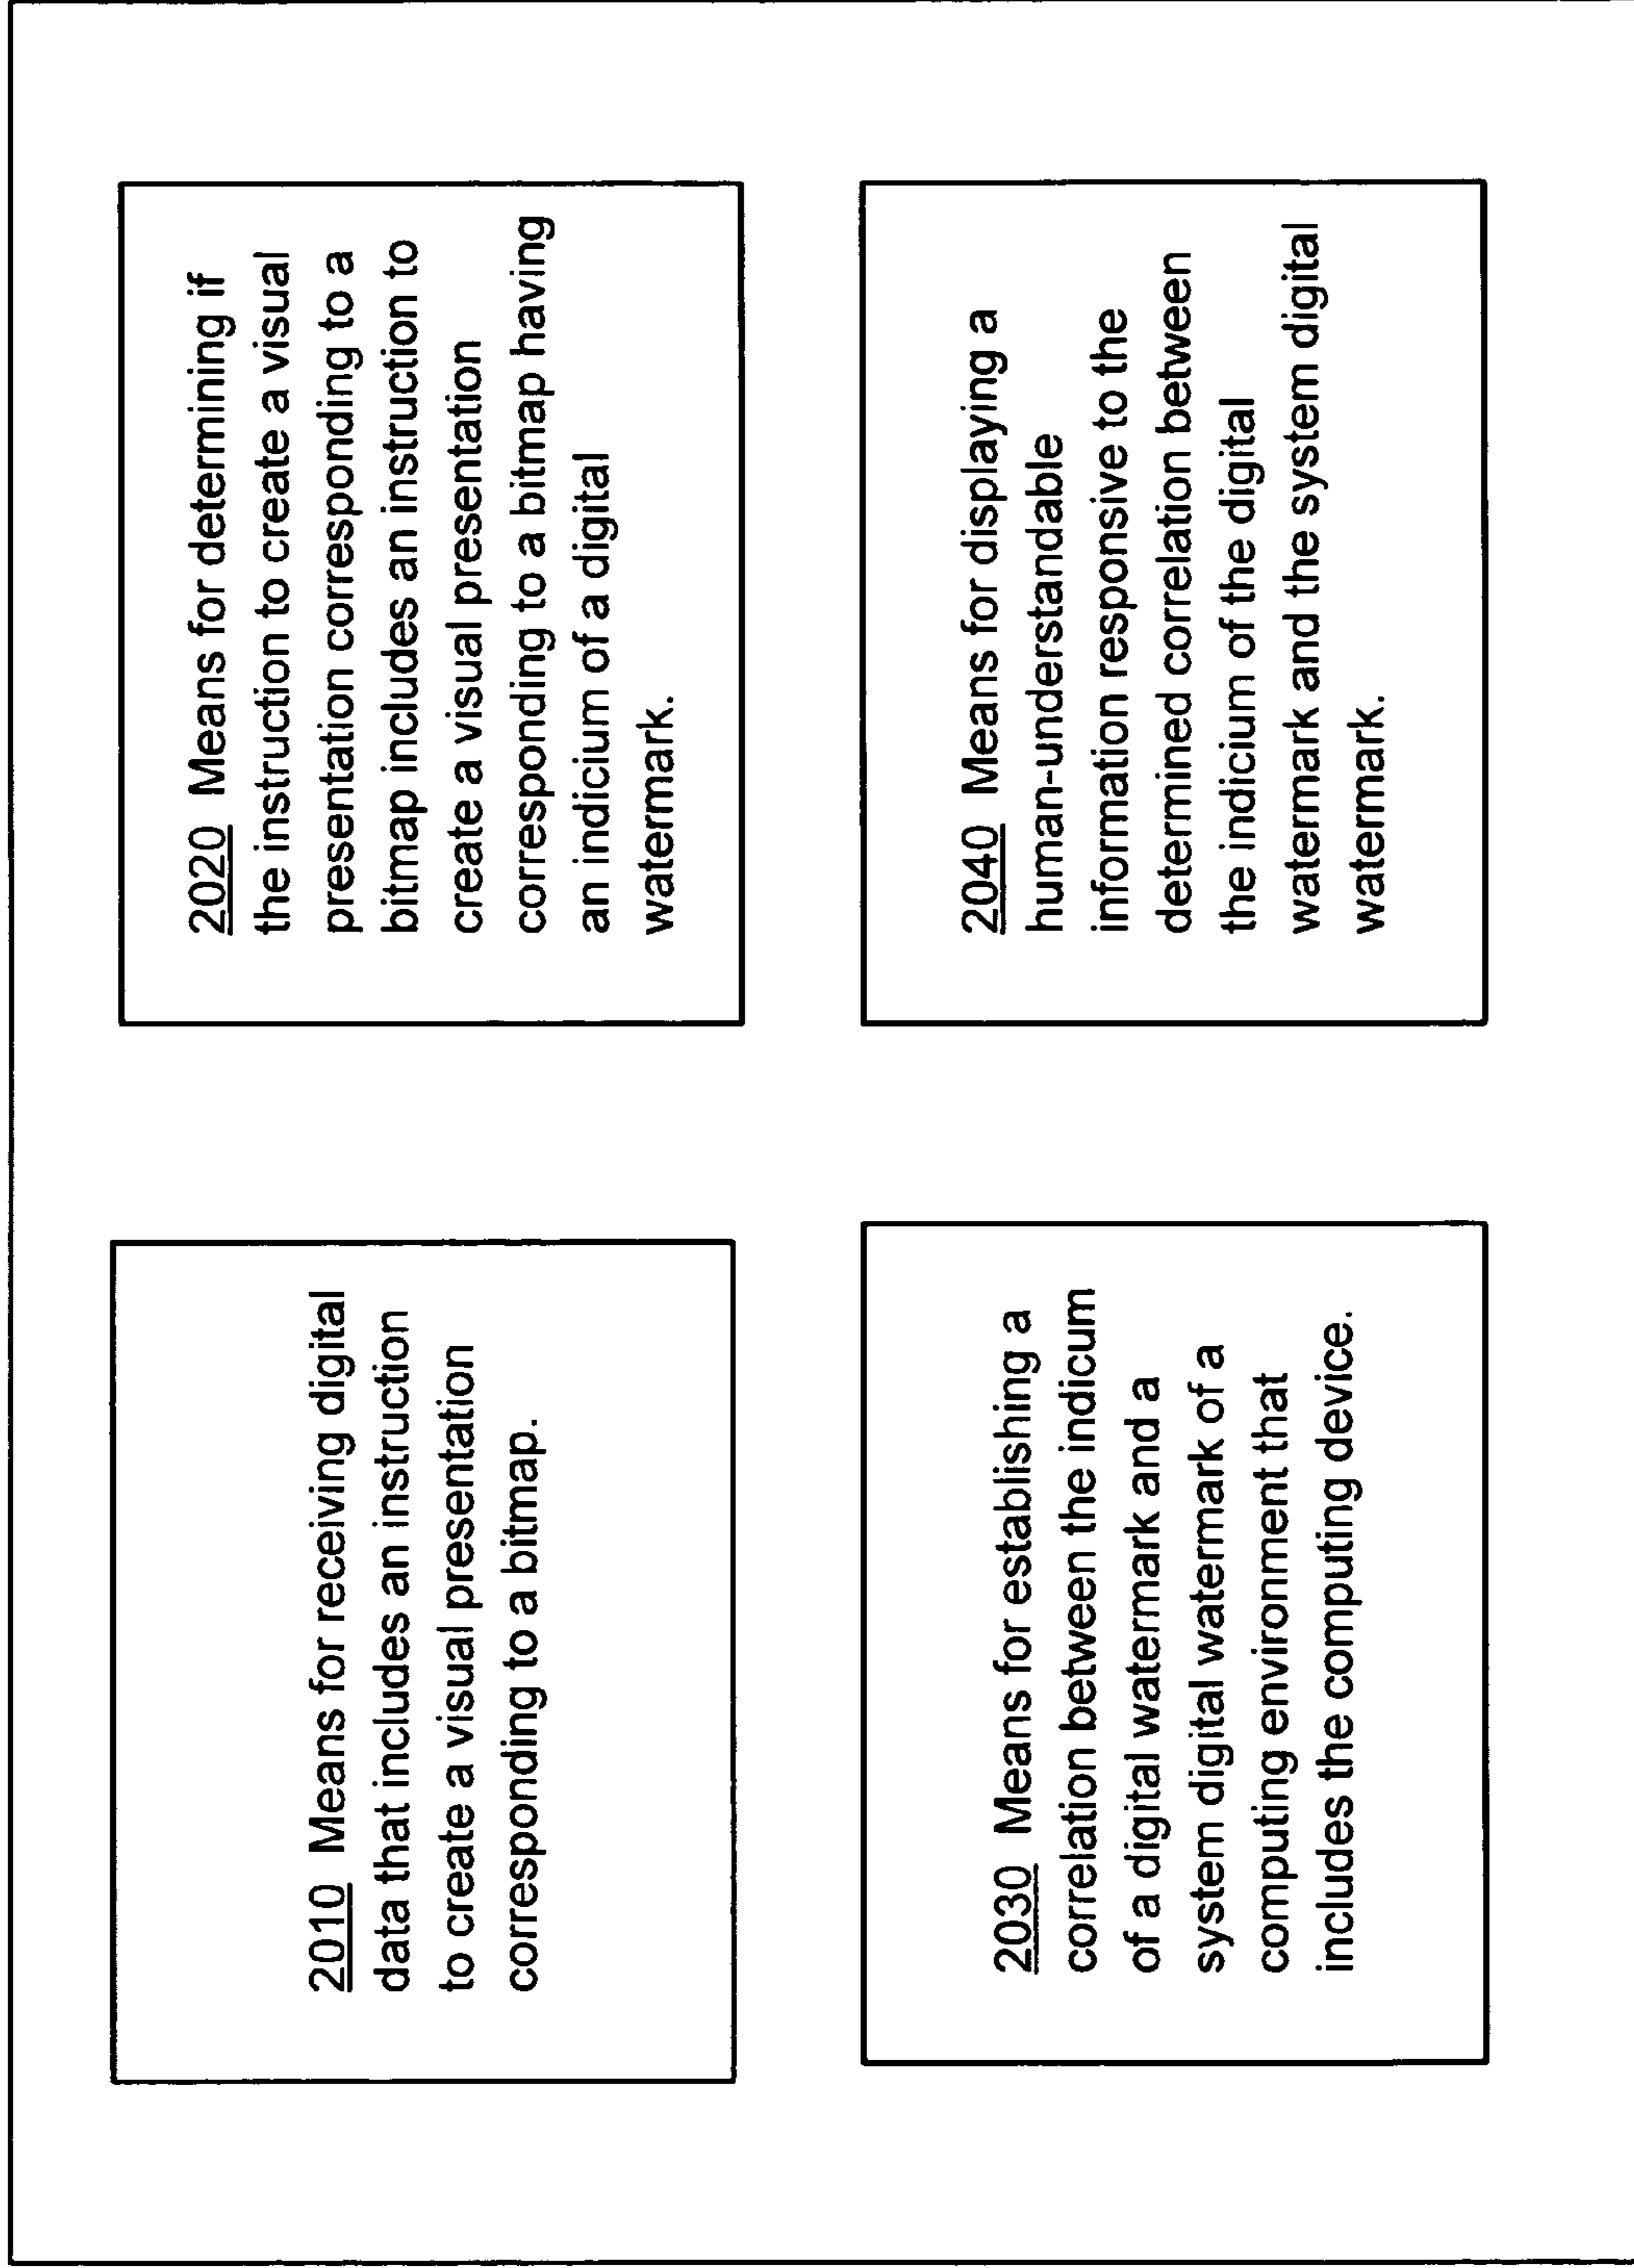 2010 Means for receiving digital
data that includes an instruction
to create a visual presentation
corresponding to a bitmap.
2020 Means for determining if
the instruction to create a visual
presentation corresponding to a
bitmap includes an instruction to
create a visual presentation
corresponding to a bitmap having
an indicium of a digital
watermark.
2030 Means for establishing a
correlation between the indicum
of a digital watermark and a
system digital watermark of a
computing environment that
includes the computing device.
2040 Means for displaying a
human-understandable
information responsive to the
determined correlation between
the indicium of the digital
watermark and the system digital
watermark.